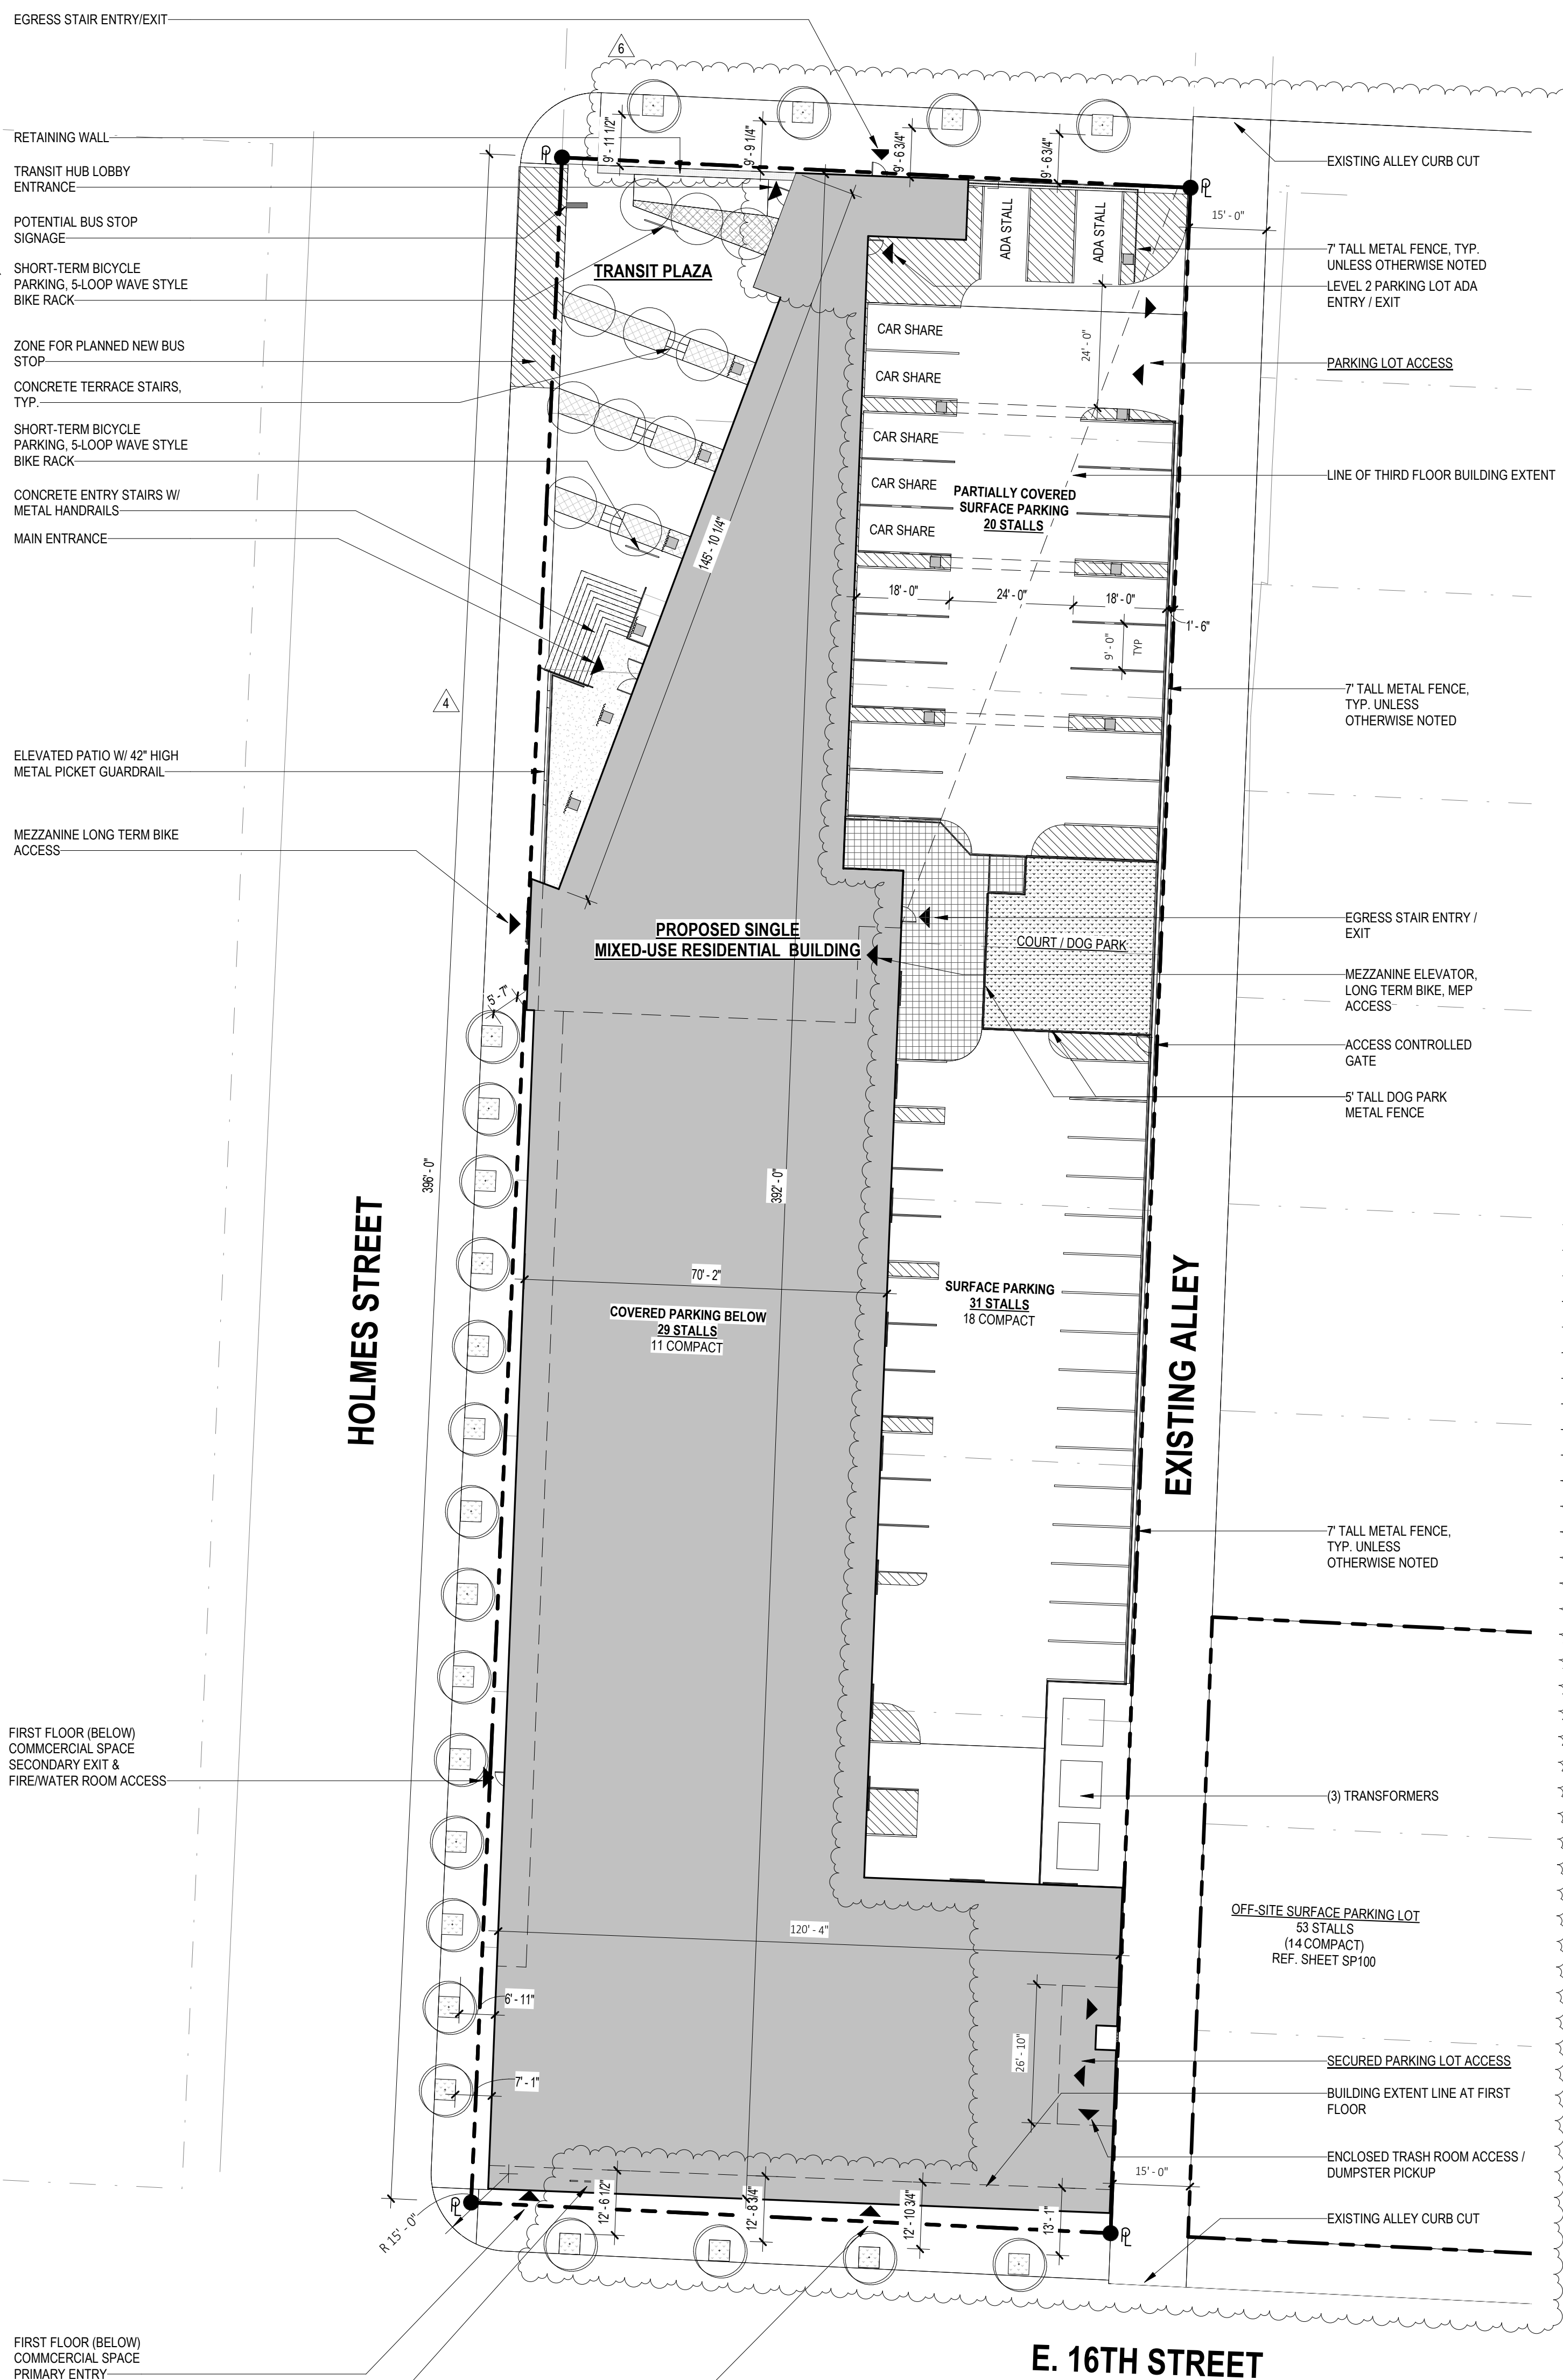 EGRESS STAIR ENTRY/EXIT
6
RETAINING WALL
TRANSIT HUB LOBBY
ENTRANCE
POTENTIAL BUS STOP
SIGNAGE
SHORT-TERM BICYCLE
PARKING, 5-LOOP WAVE STYLE
BIKE RACK
ZONE FOR PLANNED NEW BUS
STOP
CONCRETE TERRACE STAIRS,
TYP.
SHORT-TERM BICYCLE
PARKING, 5-LOOP WAVE STYLE
BIKE RACK
CONCRETE ENTRY STAIRS W/
METAL HANDRAILS
MAIN ENTRANCE
4
ELEVATED PATIO W/ 42" HIGH
METAL PICKET GUARDRAIL
MEZZANINE LONG TERM BIKE
ACCESS
FIRST FLOOR (BELOW)
COMMCERCIAL SPACE
SECONDARY EXIT &
FIRE/WATER ROOM ACCESS
FIRST FLOOR (BELOW)
COMMCERCIAL SPACE
PRIMARY ENTRY
PL
9' - 11 1/2"
9' - 9 1/4"
9' - 6 3/4"
9' - 6 3/4"
PL
15' - 0"
TRANSIT PLAZA
ADA STALL
ADA STALL
CAR SHARE
CAR SHARE
CAR SHARE
CAR SHARE
CAR SHARE
24' - 0"
PARTIALLY COVERED
SURFACE PARKING
20 STALLS
145' - 10 1/4"
18' - 0"
24' - 0"
18' - 0"
1' - 6"
9' - 0"
TYP
PROPOSED SINGLE
MIXED-USE RESIDENTIAL BUILDING
COURT / DOG PARK
5' - 7"
396' - 0"
392' - 0"
HOLMES STREET
70' - 2"
COVERED PARKING BELOW
29 STALLS
11 COMPACT
SURFACE PARKING
31 STALLS
18 COMPACT
EXISTING ALLEY
120' - 4"
6' - 11"
7' - 1"
26' - 10"
R 15' - 0"
PL
12' - 6 1/2"
12' - 8 3/4"
12' - 10 3/4"
13' - 1"
15' - 0"
PL
EXISTING ALLEY CURB CUT
7' TALL METAL FENCE, TYP.
UNLESS OTHERWISE NOTED
LEVEL 2 PARKING LOT ADA
ENTRY / EXIT
PARKING LOT ACCESS
LINE OF THIRD FLOOR BUILDING EXTENT
7' TALL METAL FENCE,
TYP. UNLESS
OTHERWISE NOTED
EGRESS STAIR ENTRY /
EXIT
MEZZANINE ELEVATOR,
LONG TERM BIKE, MEP
ACCESS
ACCESS CONTROLLED
GATE
5' TALL DOG PARK
METAL FENCE
7' TALL METAL FENCE,
TYP. UNLESS
OTHERWISE NOTED
(3) TRANSFORMERS
OFF-SITE SURFACE PARKING LOT
53 STALLS
(14 COMPACT)
REF. SHEET SP100
SECURED PARKING LOT ACCESS
BUILDING EXTENT LINE AT FIRST
FLOOR
ENCLOSED TRASH ROOM ACCESS /
DUMPSTER PICKUP
EXISTING ALLEY CURB CUT
E. 16TH STREET